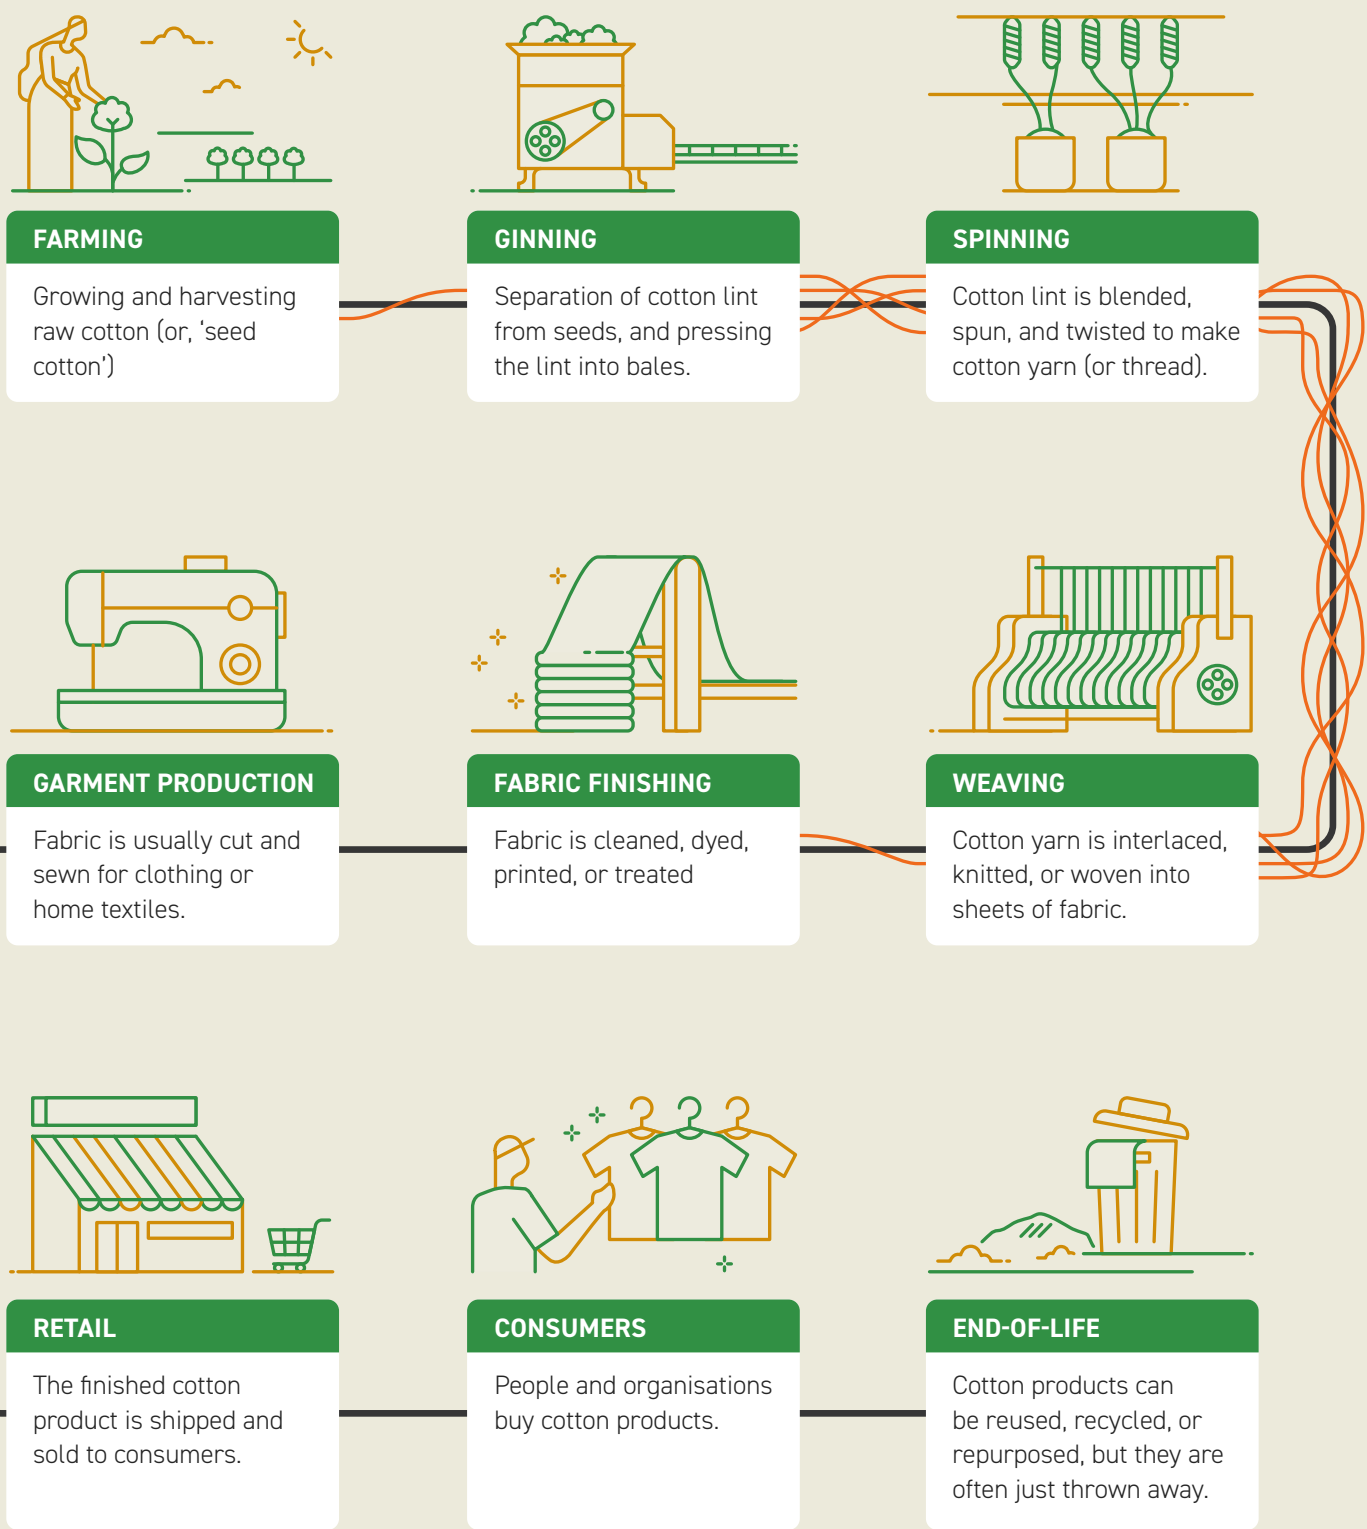 FARMING
Growing and harvesting
raw cotton (or, ‘seed
cotton’)
GINNING
Separation of cotton lint
from seeds, and pressing
the lint into bales.
SPINNING
Cotton lint is blended,
spun, and twisted to make
cotton yarn (or thread).
GARMENT PRODUCTION
Fabric is usually cut and
sewn for clothing or
home textiles.
FABRIC FINISHING
Fabric is cleaned, dyed,
printed, or treated
WEAVING
Cotton yarn is interlaced,
knitted, or woven into
sheets of fabric.
RETAIL
The finished cotton
product is shipped and
sold to consumers.
CONSUMERS
People and organisations
buy cotton products.
END-OF-LIFE
Cotton products can
be reused, recycled, or
repurposed, but they are
often just thrown away.